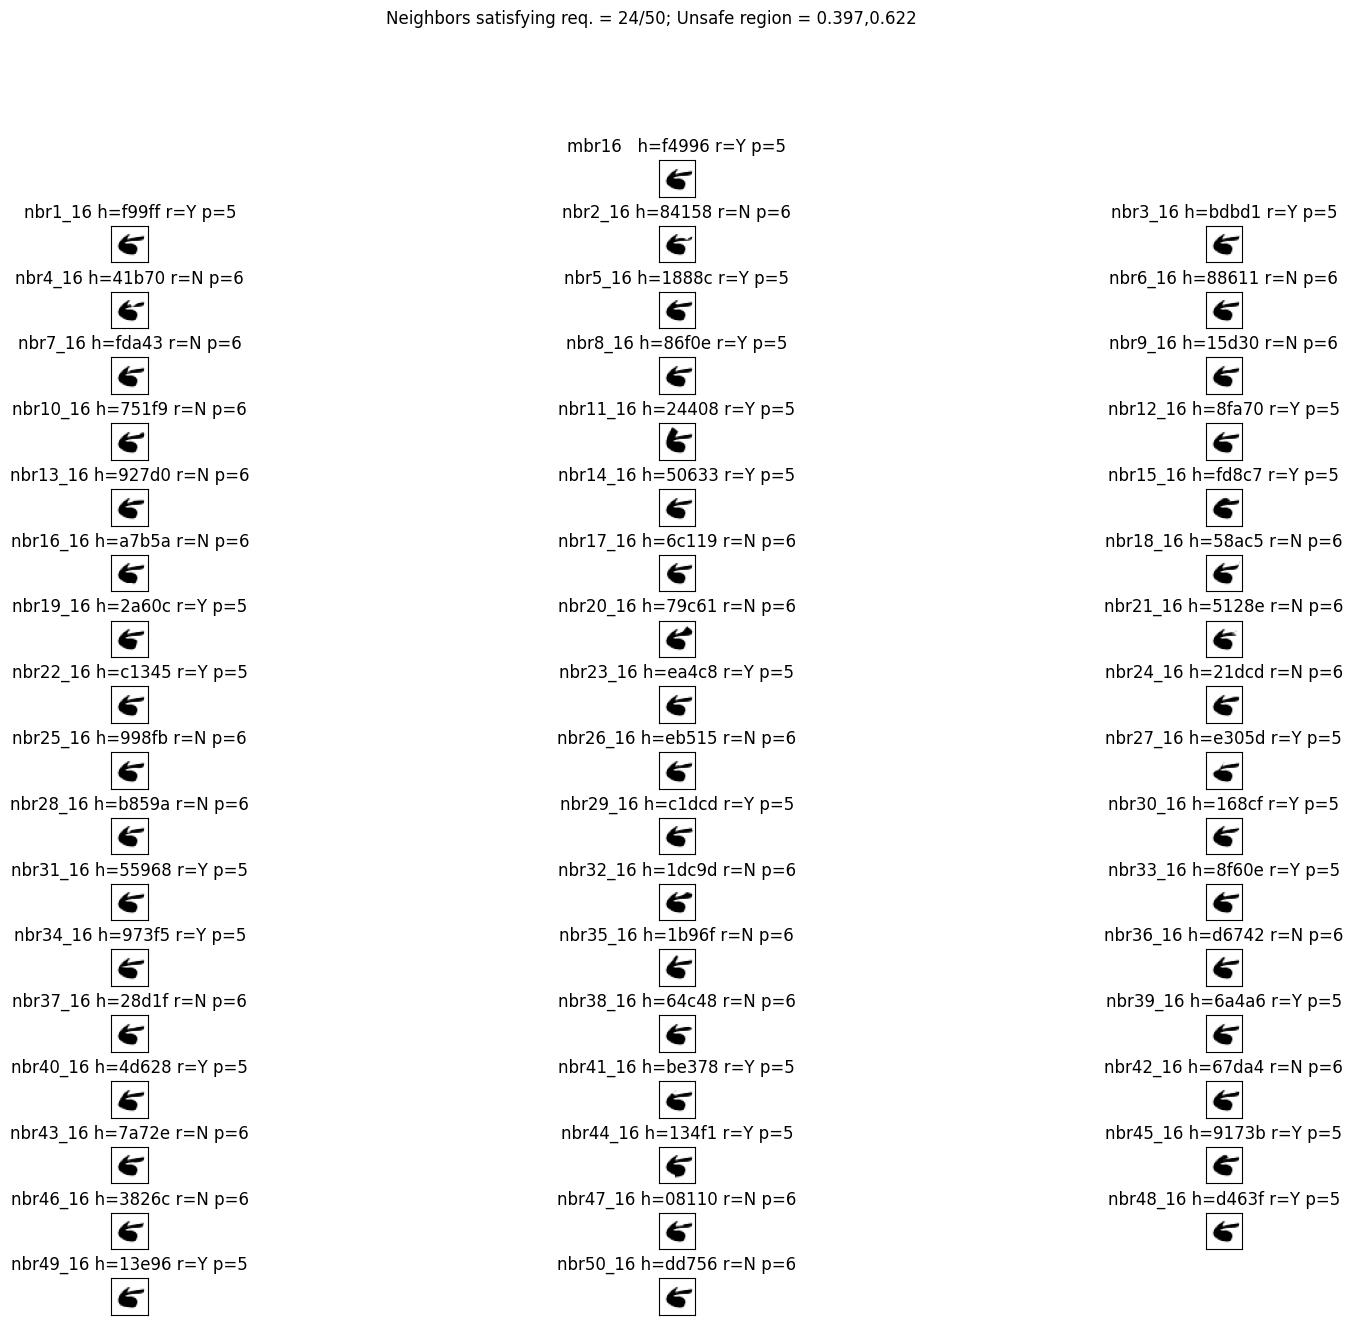 Neighbors satisfying req. = 24/50; Unsafe region = 0.397,0.622
mbr16   h=f4996 r=Y p=5
nbr1_16 h=f99ff r=Y p=5
nbr2_16 h=84158 r=N p=6
nbr3_16 h=bdbd1 r=Y p=5
nbr4_16 h=41b70 r=N p=6
nbr5_16 h=1888c r=Y p=5
nbr6_16 h=88611 r=N p=6
nbr7_16 h=fda43 r=N p=6
nbr8_16 h=86f0e r=Y p=5
nbr9_16 h=15d30 r=N p=6
nbr10_16 h=751f9 r=N p=6
nbr11_16 h=24408 r=Y p=5
nbr12_16 h=8fa70 r=Y p=5
nbr13_16 h=927d0 r=N p=6
nbr14_16 h=50633 r=Y p=5
nbr15_16 h=fd8c7 r=Y p=5
nbr16_16 h=a7b5a r=N p=6
nbr17_16 h=6c119 r=N p=6
nbr18_16 h=58ac5 r=N p=6
nbr19_16 h=2a60c r=Y p=5
nbr20_16 h=79c61 r=N p=6
nbr21_16 h=5128e r=N p=6
nbr22_16 h=c1345 r=Y p=5
nbr23_16 h=ea4c8 r=Y p=5
nbr24_16 h=21dcd r=N p=6
nbr25_16 h=998fb r=N p=6
nbr26_16 h=eb515 r=N p=6
nbr27_16 h=e305d r=Y p=5
nbr28_16 h=b859a r=N p=6
nbr29_16 h=c1dcd r=Y p=5
nbr30_16 h=168cf r=Y p=5
nbr31_16 h=55968 r=Y p=5
nbr32_16 h=1dc9d r=N p=6
nbr33_16 h=8f60e r=Y p=5
nbr34_16 h=973f5 r=Y p=5
nbr35_16 h=1b96f r=N p=6
nbr36_16 h=d6742 r=N p=6
nbr37_16 h=28d1f r=N p=6
nbr38_16 h=64c48 r=N p=6
nbr39_16 h=6a4a6 r=Y p=5
nbr40_16 h=4d628 r=Y p=5
nbr41_16 h=be378 r=Y p=5
nbr42_16 h=67da4 r=N p=6
nbr43_16 h=7a72e r=N p=6
nbr44_16 h=134f1 r=Y p=5
nbr45_16 h=9173b r=Y p=5
nbr46_16 h=3826c r=N p=6
nbr47_16 h=08110 r=N p=6
nbr48_16 h=d463f r=Y p=5
nbr49_16 h=13e96 r=Y p=5
nbr50_16 h=dd756 r=N p=6